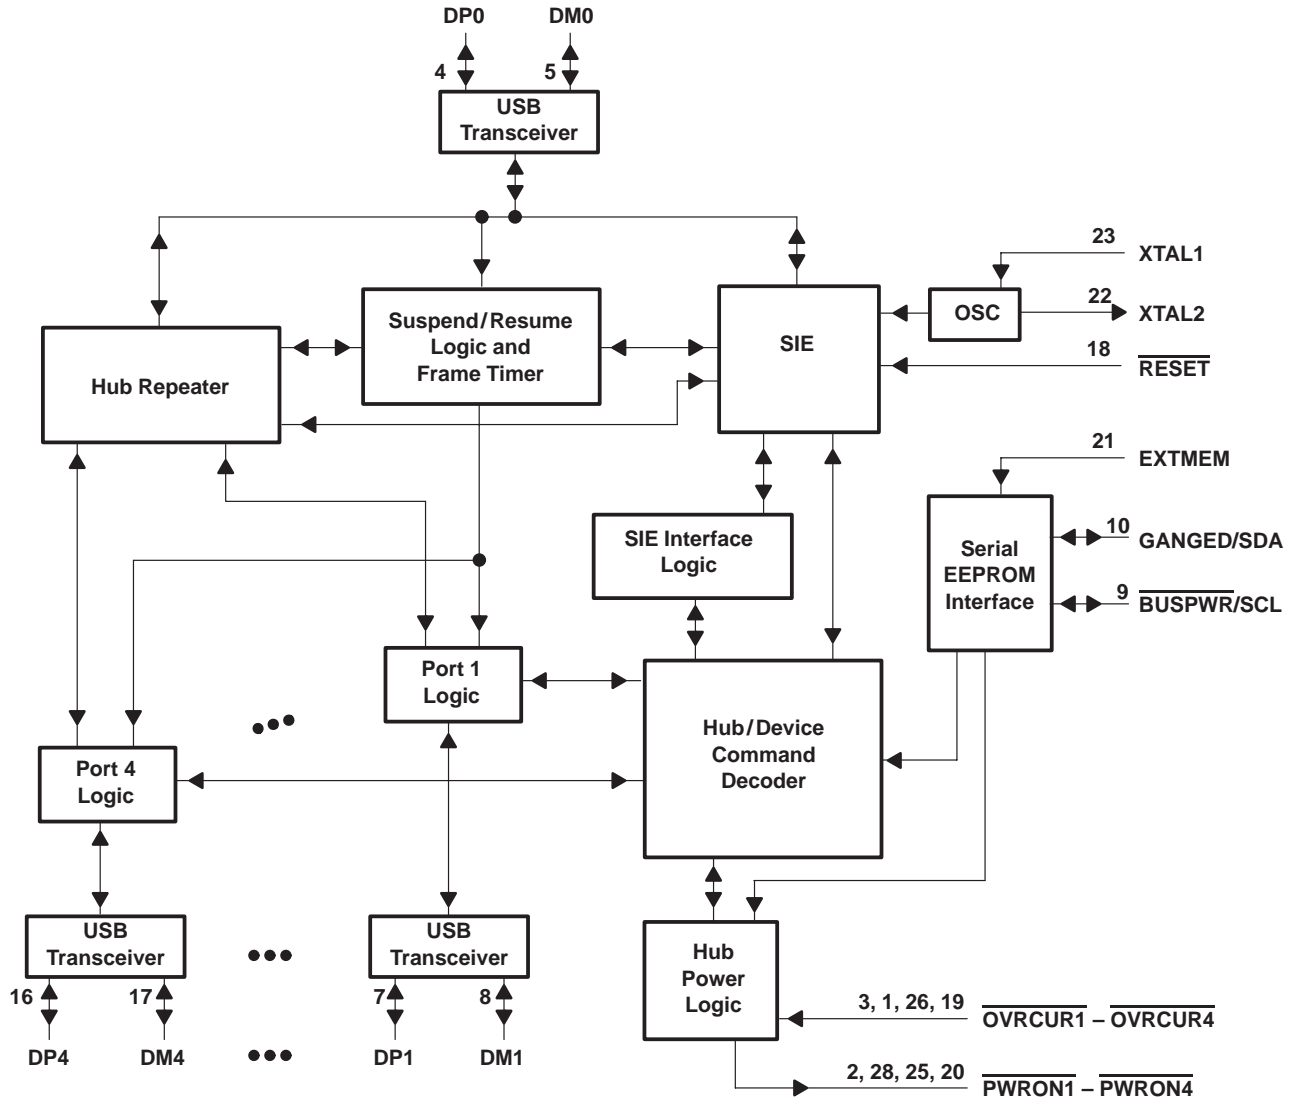 DP0
DM0
4
5
USB
Transceiver
23
XTAL1
Suspend/Resume
Logic and
Frame Timer
SIE
OSC
22
XTAL2
18
RESET
Hub Repeater
21
EXTMEM
SIE Interface
Logic
Serial
EEPROM
Interface
10
GANGED/SDA
9
BUSPWR/SCL
Port 1
Logic
Hub/Device
Command
Decoder
Port 4
Logic
USB
Transceiver
USB
Transceiver
Hub
Power
Logic
16
17
7
8
DP4
DM4
DP1
DM1
3, 1, 26, 19
OVRCUR1 – OVRCUR4
2, 28, 25, 20
PWRON1 – PWRON4